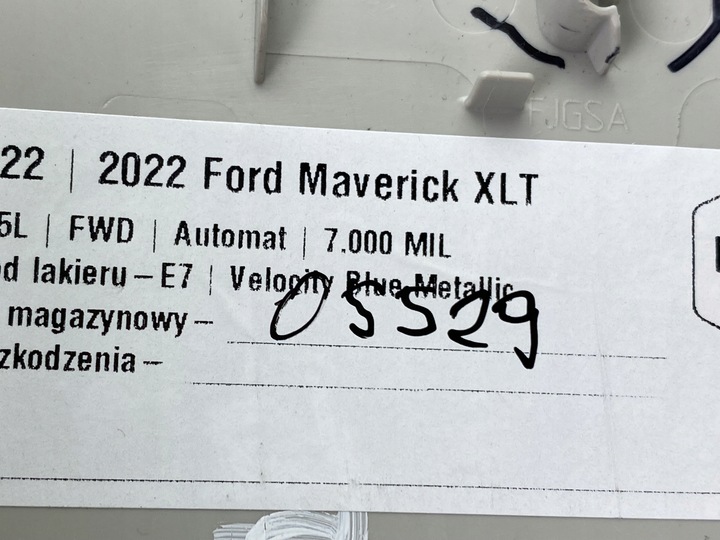 FJGSA
22 | 2022 Ford Maverick XLT
5L | FWD | Automat | 7.000 MIL
od lakieru – E7 | Velocity Blue Metallic
magazynowy – 05529
zkodzenia –